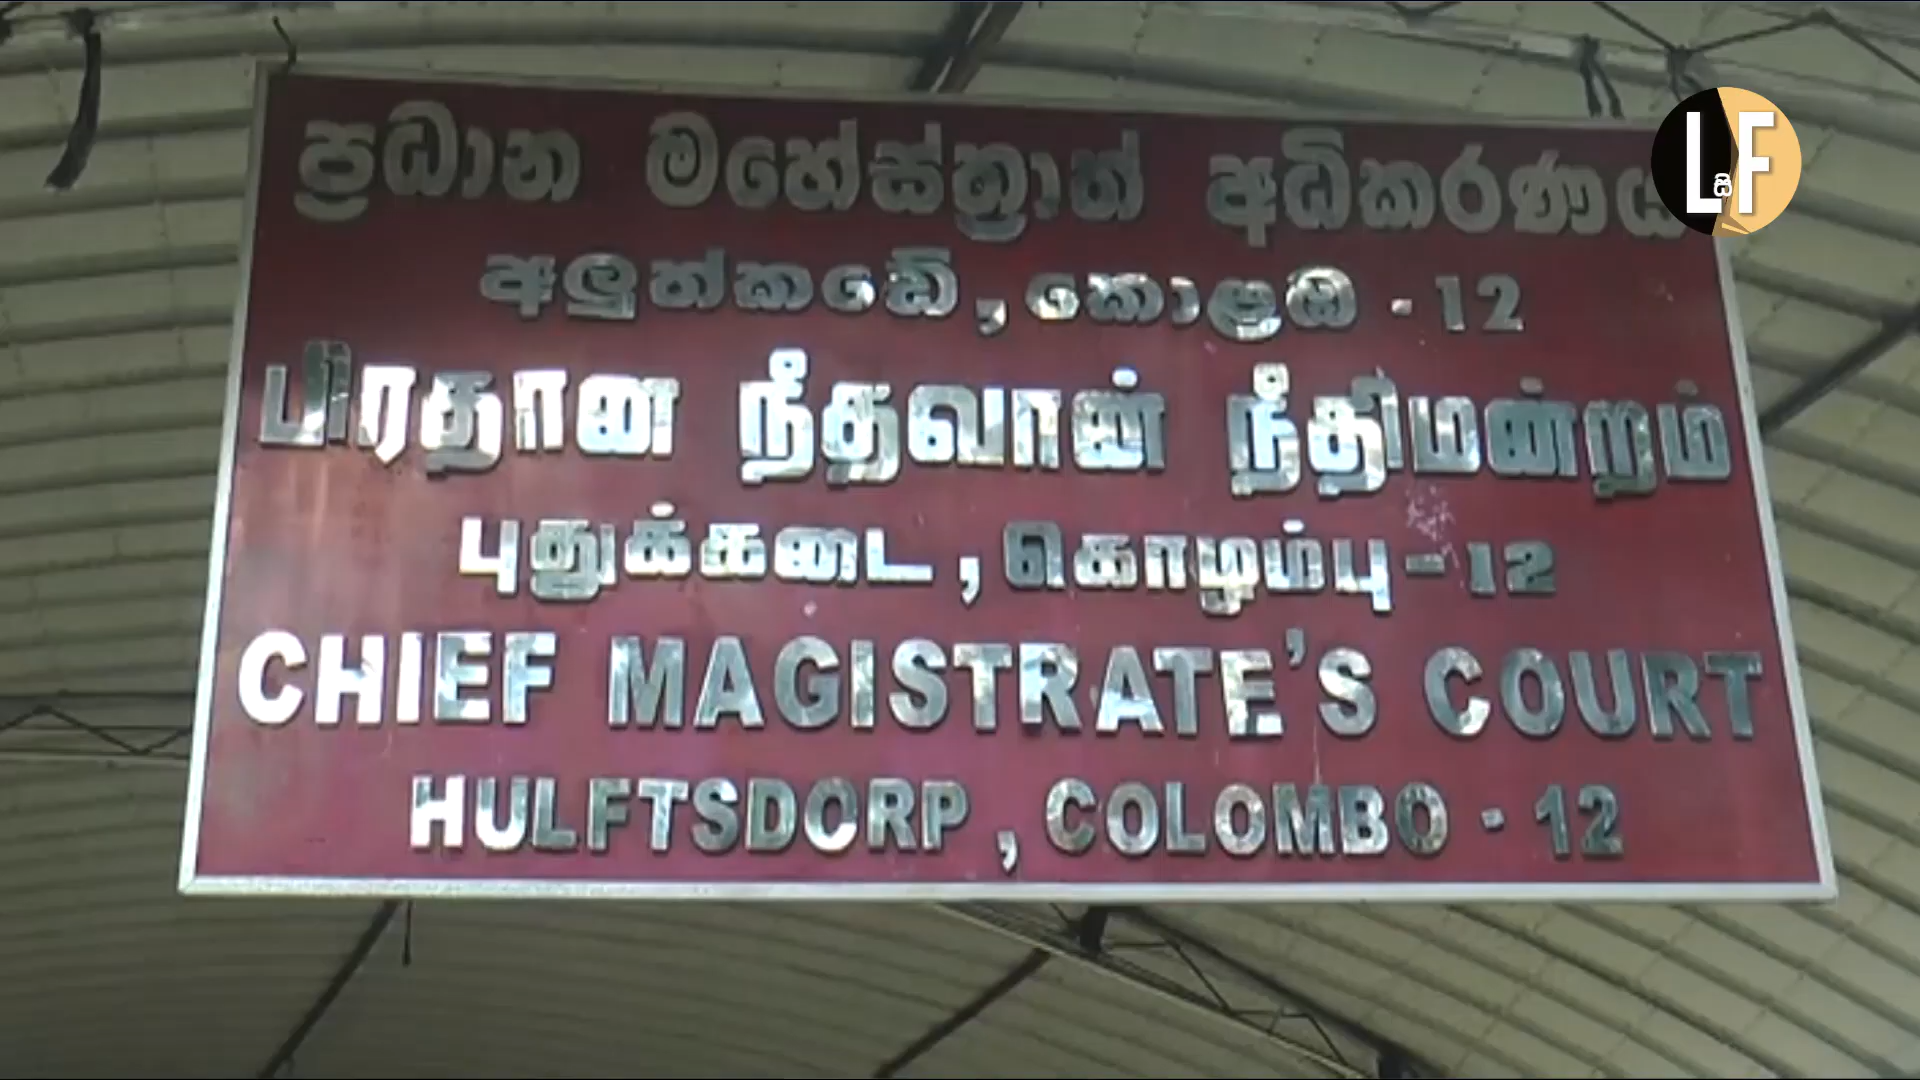 ප්‍රධාන මහේස්ත්‍රාත් අධිකරණය
අලුත්කඩේ, කොළඹ - 12
பிரதான நீதவான் நீதிமன்றம்
புதுக்கடை, கொழும்பு - 12
CHIEF MAGISTRATE'S COURT
HULFTSDORP, COLOMBO - 12
LF
සි